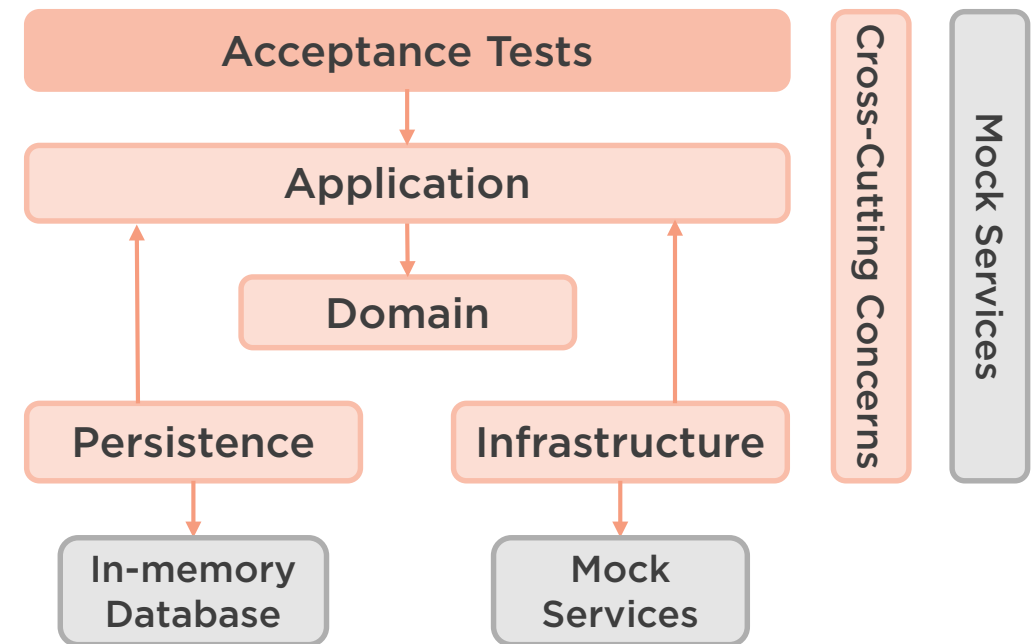 Acceptance Tests
Application
Domain
Persistence
Infrastructure
In-memory
Database
Mock
Services
Cross-Cutting Concerns
Mock Services